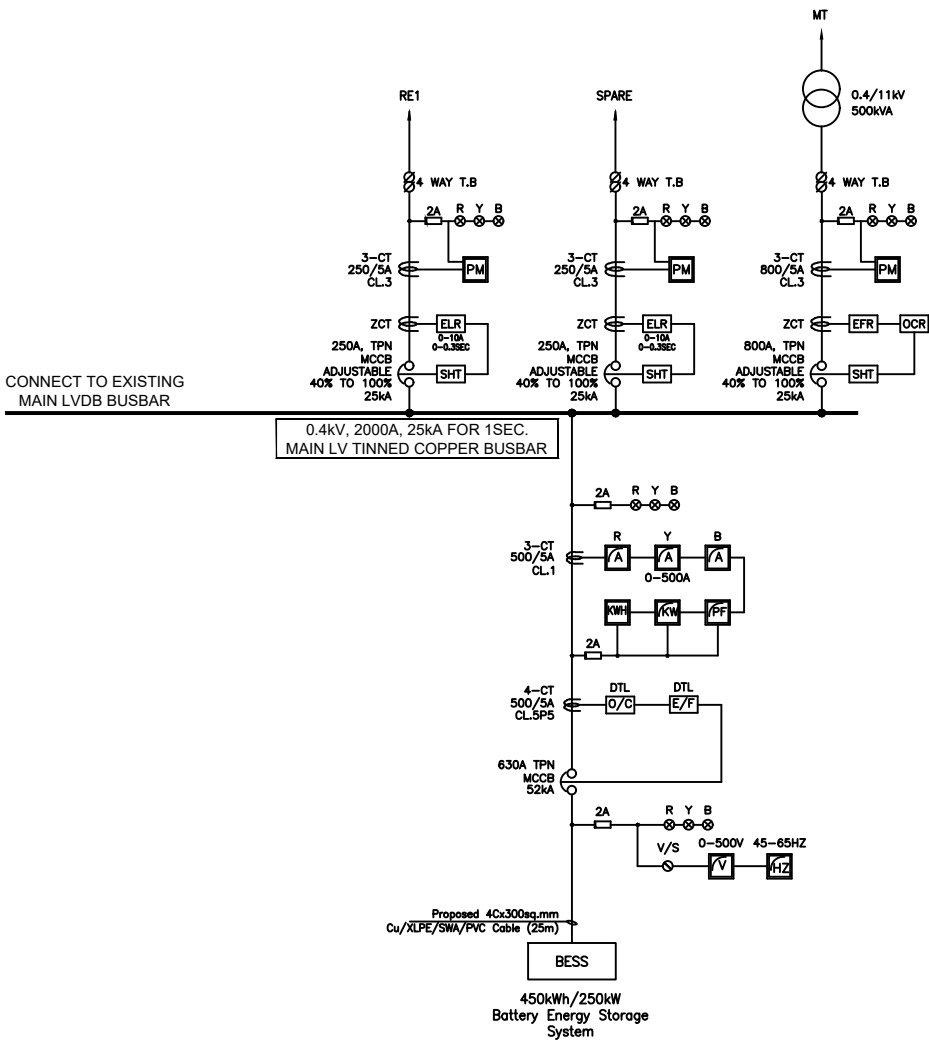 MT
0.4/11kV
500kVA
RE1
SPARE
4 WAY T.B
4 WAY T.B
4 WAY T.B
2A R Y B
2A R Y B
2A R Y B
3-CT
250/5A
CL.3
PM
3-CT
250/5A
CL.3
PM
3-CT
800/5A
CL.3
PM
ZCT
ELR
0-10A
0-0.3SEC
ZCT
ELR
0-10A
0-0.3SEC
ZCT
EFR
OCR
250A, TPN
MCCB
ADJUSTABLE
40% TO 100%
25kA
SHT
250A, TPN
MCCB
ADJUSTABLE
40% TO 100%
25kA
SHT
800A, TPN
MCCB
ADJUSTABLE
40% TO 100%
25kA
SHT
CONNECT TO EXISTING
MAIN LVDB BUSBAR
0.4kV, 2000A, 25kA FOR 1SEC.
MAIN LV TINNED COPPER BUSBAR
2A R Y B
3-CT
500/5A
CL.1
R Y B
A A A
0-500A
KWH KW PF
2A
4-CT
500/5A
CL.5P5
DTL DTL
O/C E/F
630A TPN
MCCB
52kA
2A R Y B
V/S 0-500V 45-65HZ
V HZ
Proposed 4Cx300sq.mm
Cu/XLPE/SWA/PVC Cable (25m)
BESS
450kWh/250kW
Battery Energy Storage
System